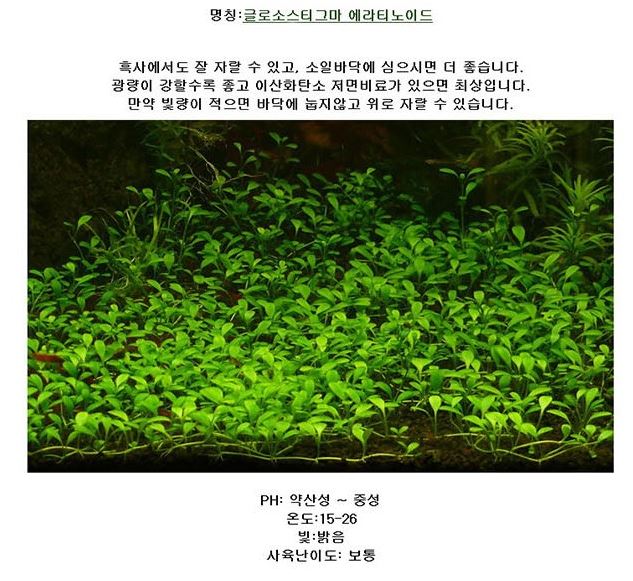 명칭:글로소스티그마 에라티노이드
흑사에서도 잘 자랄 수 있고, 소일바닥에 심으시면 더 좋습니다.
광량이 강할수록 좋고 이산화탄소 저면비료가 있으면 최상입니다.
만약 빛량이 적으면 바닥에 눕지않고 위로 자랄 수 있습니다.
PH: 약산성 ~ 중성
온도:15-26
빛:밝음
사육난이도: 보통